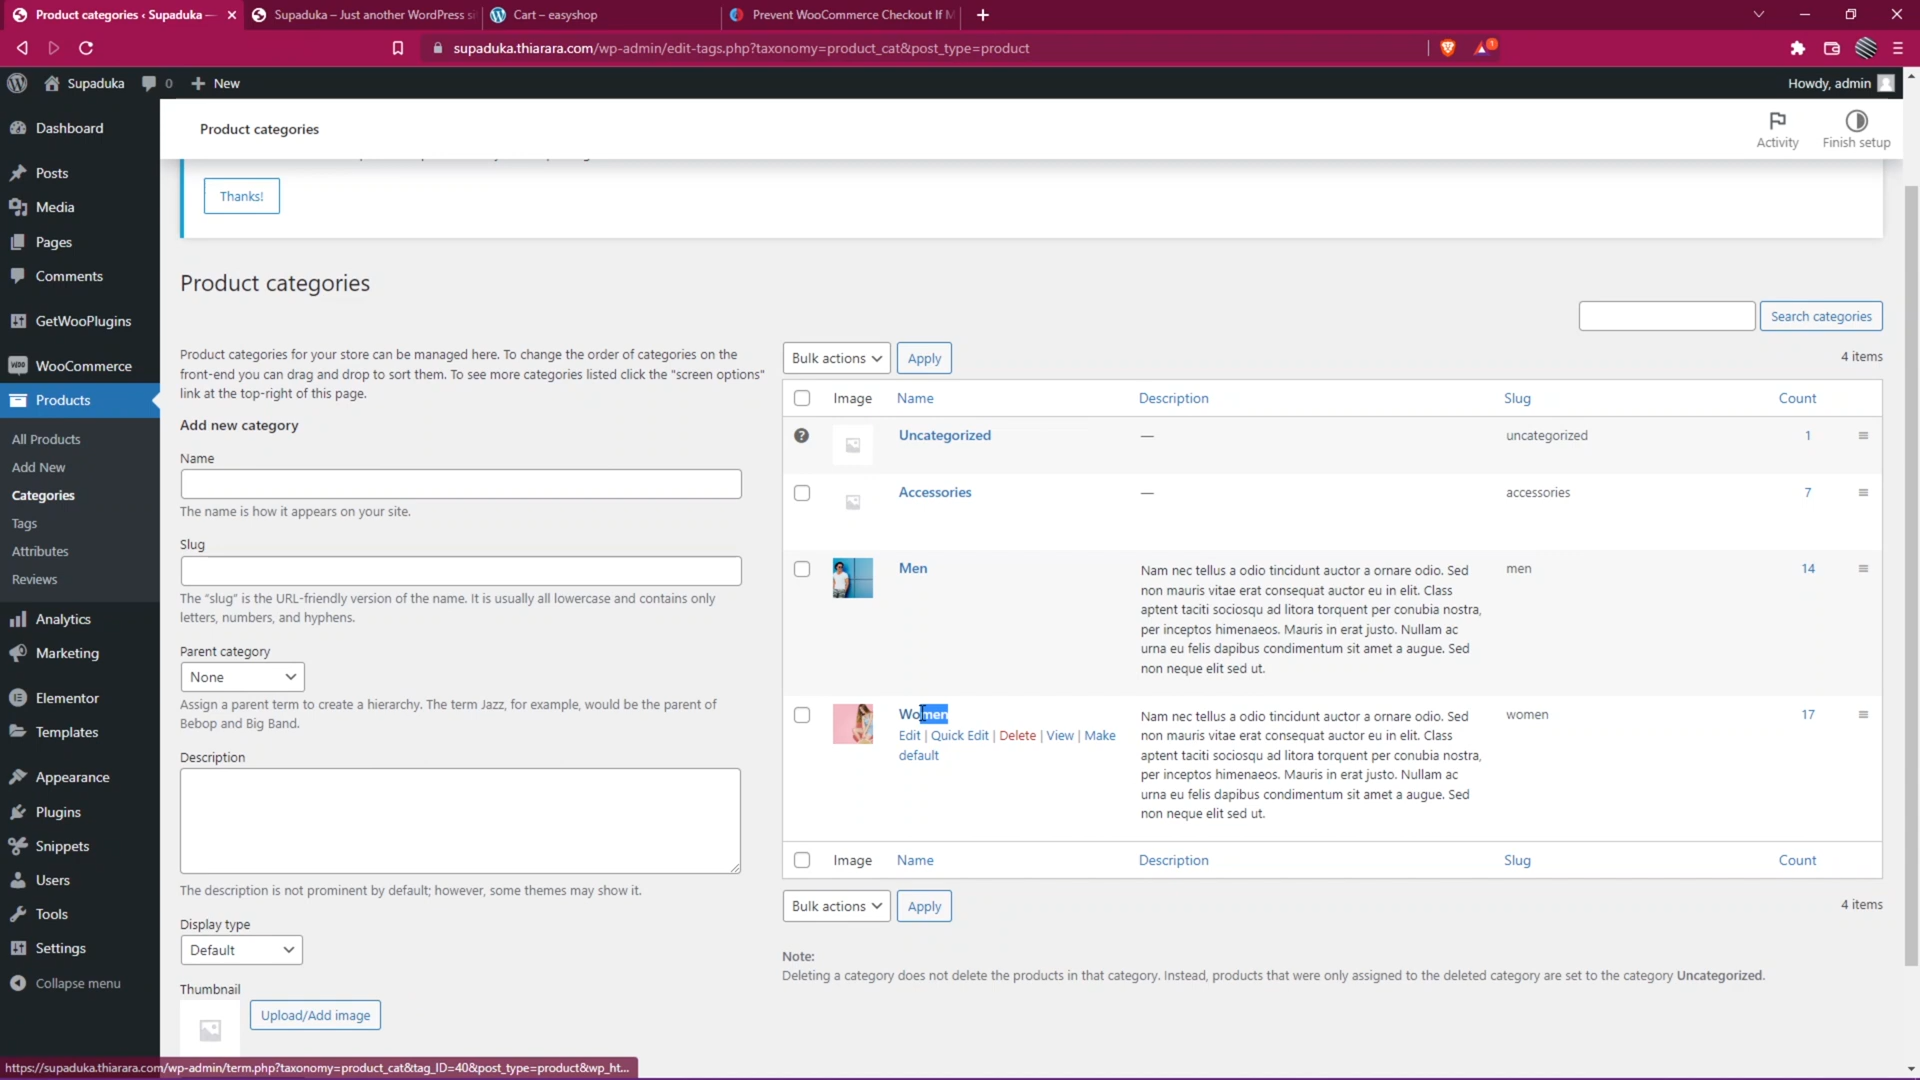 Product categories ‹ Supaduka —
Supaduka – Just another WordPress si
Cart – easyshop
Prevent WooCommerce Checkout If M
supaduka.thiarara.com/wp-admin/edit-tags.php?taxonomy=product_cat&post_type=product
1
Supaduka
0
New
Howdy, admin
Dashboard
Posts
Media
Pages
Comments
GetWooPlugins
WooCommerce
Products
All Products
Add New
Categories
Tags
Attributes
Reviews
Analytics
Marketing
Elementor
Templates
Appearance
Plugins
Snippets
Users
Tools
Settings
Collapse menu
Product categories
Activity
Finish setup
Thanks!
Product categories
Search categories
Product categories for your store can be managed here. To change the order of categories on the
front-end you can drag and drop to sort them. To see more categories listed click the "screen options"
link at the top-right of this page.
Add new category
Name
The name is how it appears on your site.
Slug
The “slug” is the URL-friendly version of the name. It is usually all lowercase and contains only
letters, numbers, and hyphens.
Parent category
None
Assign a parent term to create a hierarchy. The term Jazz, for example, would be the parent of
Bebop and Big Band.
Description
The description is not prominent by default; however, some themes may show it.
Display type
Default
Thumbnail
Upload/Add image
Bulk actions
Apply
4 items
Image Name Description Slug Count
Uncategorized — uncategorized 1
Accessories — accessories 7
Men
Nam nec tellus a odio tincidunt auctor a ornare odio. Sed
non mauris vitae erat consequat auctor eu in elit. Class
aptent taciti sociosqu ad litora torquent per conubia nostra,
per inceptos himenaeos. Mauris in erat justo. Nullam ac
urna eu felis dapibus condimentum sit amet a augue. Sed
non neque elit sed ut.
men
14
Women
Edit | Quick Edit | Delete | View | Make
default
Nam nec tellus a odio tincidunt auctor a ornare odio. Sed
non mauris vitae erat consequat auctor eu in elit. Class
aptent taciti sociosqu ad litora torquent per conubia nostra,
per inceptos himenaeos. Mauris in erat justo. Nullam ac
urna eu felis dapibus condimentum sit amet a augue. Sed
non neque elit sed ut.
women
17
Image Name Description Slug Count
Bulk actions
Apply
4 items
Note:
Deleting a category does not delete the products in that category. Instead, products that were only assigned to the deleted category are set to the category Uncategorized.
https://supaduka.thiarara.com/wp-admin/term.php?taxonomy=product_cat&tag_ID=40&post_type=product&wp_ht...